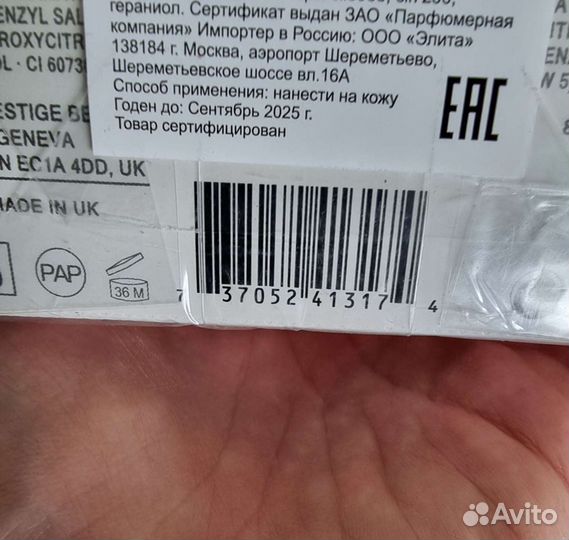 ENZYL SAL
ROXYCITR
OL · CI 6073
гераниол. Сертификат выдан ЗАО «Парфюмерная
компания» Импортер в Россию: ООО «Элита»
138184 г. Москва, аэропорт Шереметьево,
Шереметьевское шоссе вл.16А
Способ применения: нанести на кожу
Годен до: Сентябрь 2025 г.
Товар сертифицирован
EAC
ESTIGE BE
GENEVA
N EC1A 4DD, UK
MADE IN UK
PAP
36 M
7 37052 41317 4
Avito